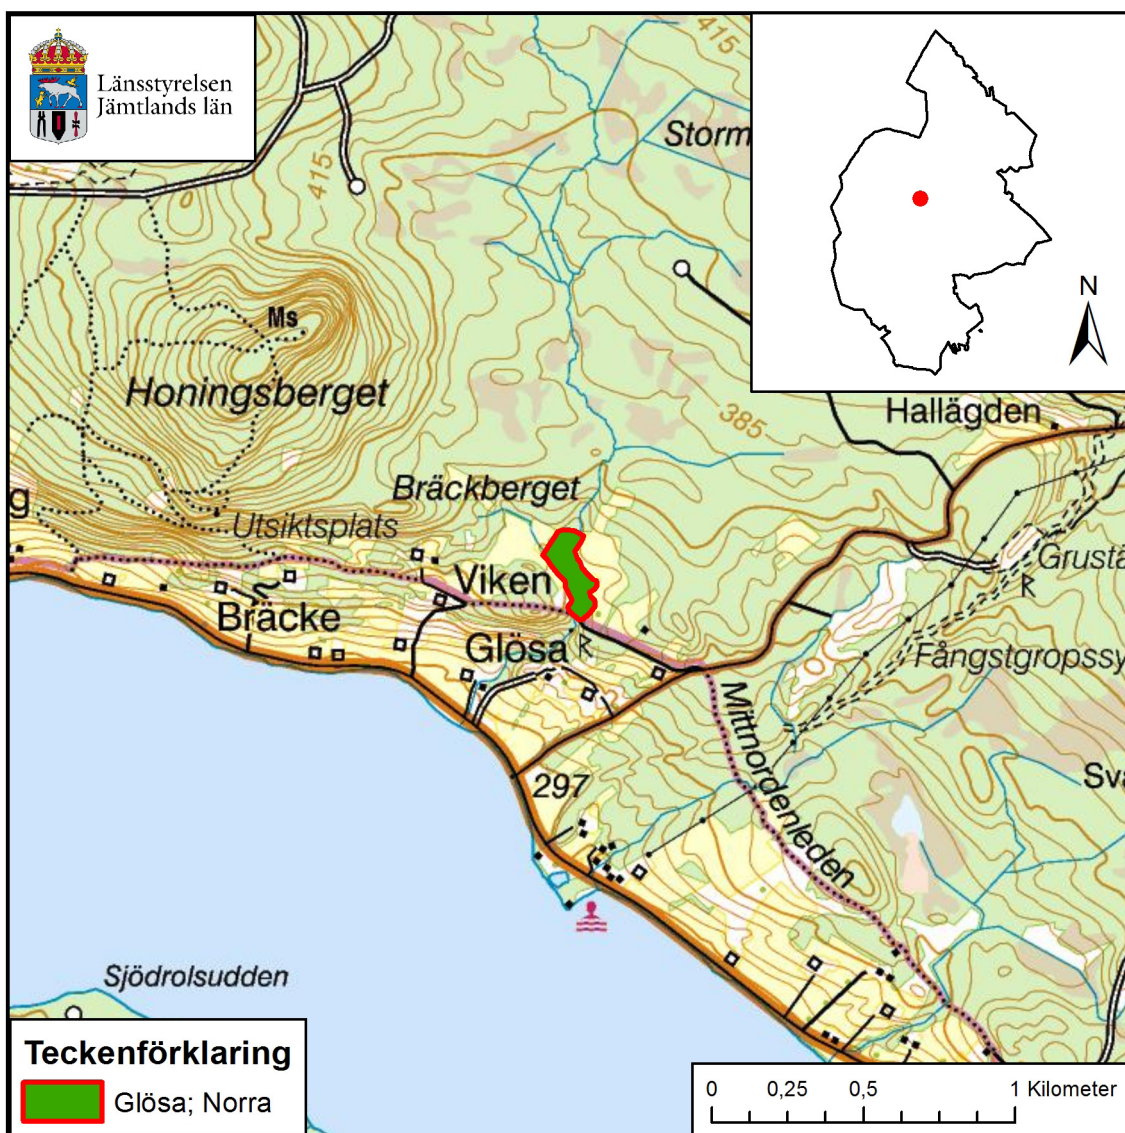 Länsstyrelsen
Jämtlands län
415
415
Storm
N
Ms
Honingsberget
385
Hallägden
Bräckberget
g
Utsiktsplats
Viken
Grustä
Bräcke
Glösa
Fångstgropssy
Mittnordenleden
297
Sva
Sjödrolsudden
Teckenförklaring
Glösa; Norra
0 0,25 0,5 1 Kilometer